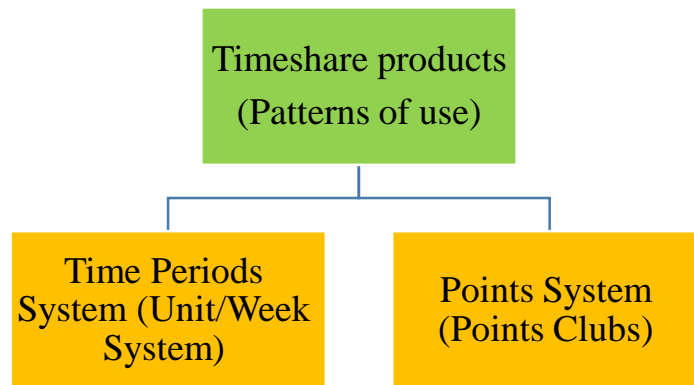 Timeshare products
(Patterns of use)
Time Periods
System (Unit/Week
System)
Points System
(Points Clubs)